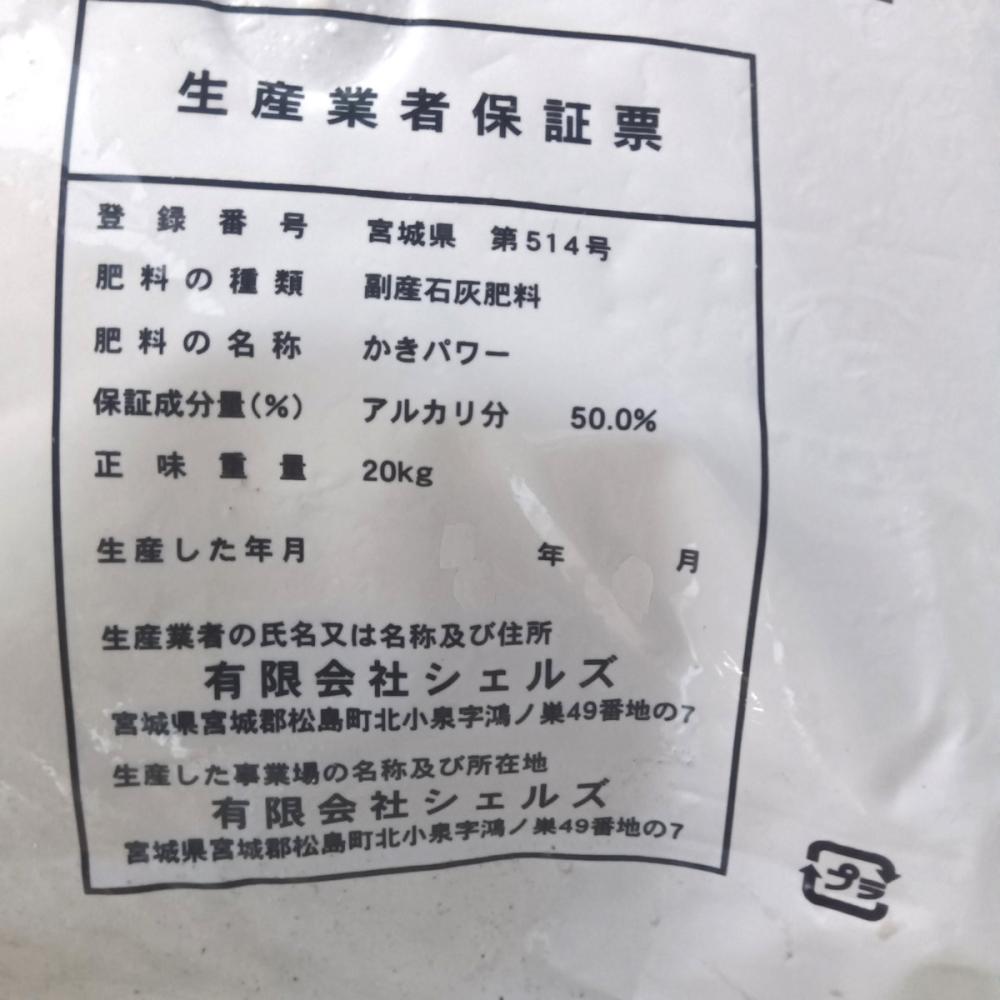 生産業者保証票
登録番号 宮城県 第514号
肥料の種類 副産石灰肥料
肥料の名称 かきパワー
保証成分量(%) アルカリ分 50.0%
正味重量 20kg
生産した年月 年 月
生産業者の氏名又は名称及び住所
有限会社シェルズ
宮城県宮城郡松島町北小泉字鴻ノ巣49番地の7
生産した事業場の名称及び所在地
有限会社シェルズ
宮城県宮城郡松島町北小泉字鴻ノ巣49番地の7
プラ